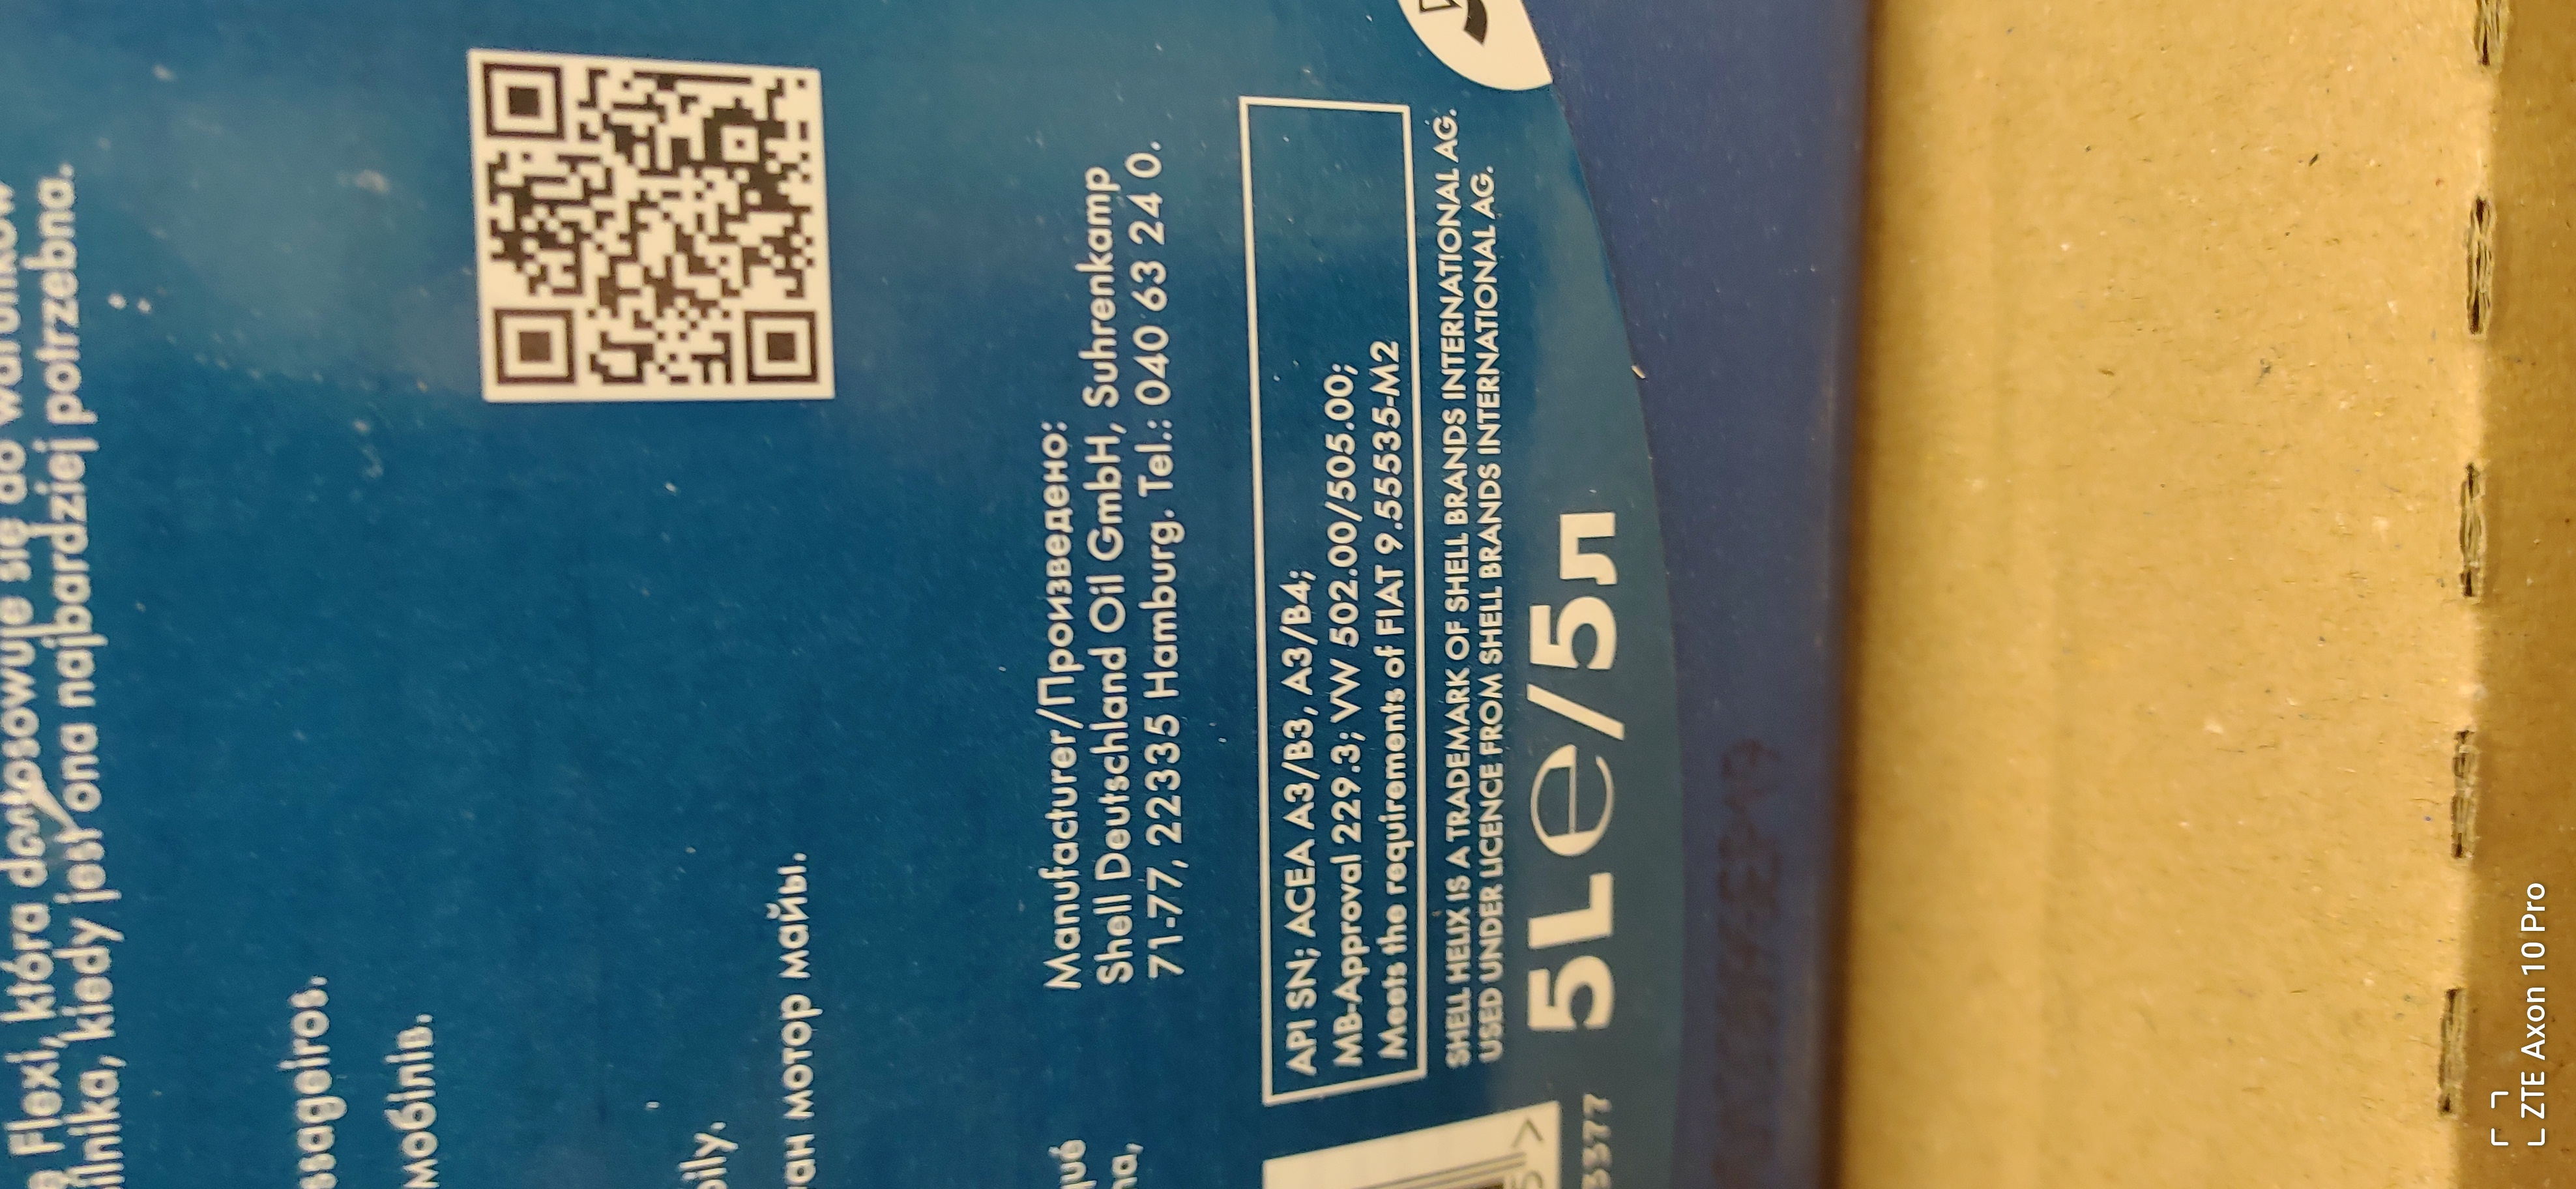 Flexi, która dostosowuje się do
silnika, kiedy jest ona najbardziej potrzebna.
ssageiros.
мобілів.
bily.
ан мотор майы.
Manufacturer/Произведено:
Shell Deutschland Oil GmbH, Suhrenkamp
71-77, 22335 Hamburg. Tel.: 040 63 24 0.
API SN; ACEA A3/B3, A3/B4;
MB-Approval 229.3; VW 502.00/505.00;
Meets the requirements of FIAT 9.55535-M2
SHELL HELIX IS A TRADEMARK OF SHELL BRANDS INTERNATIONAL AG.
USED UNDER LICENCE FROM SHELL BRANDS INTERNATIONAL AG.
3377
5L e/5л
ZTE Axon 10 Pro